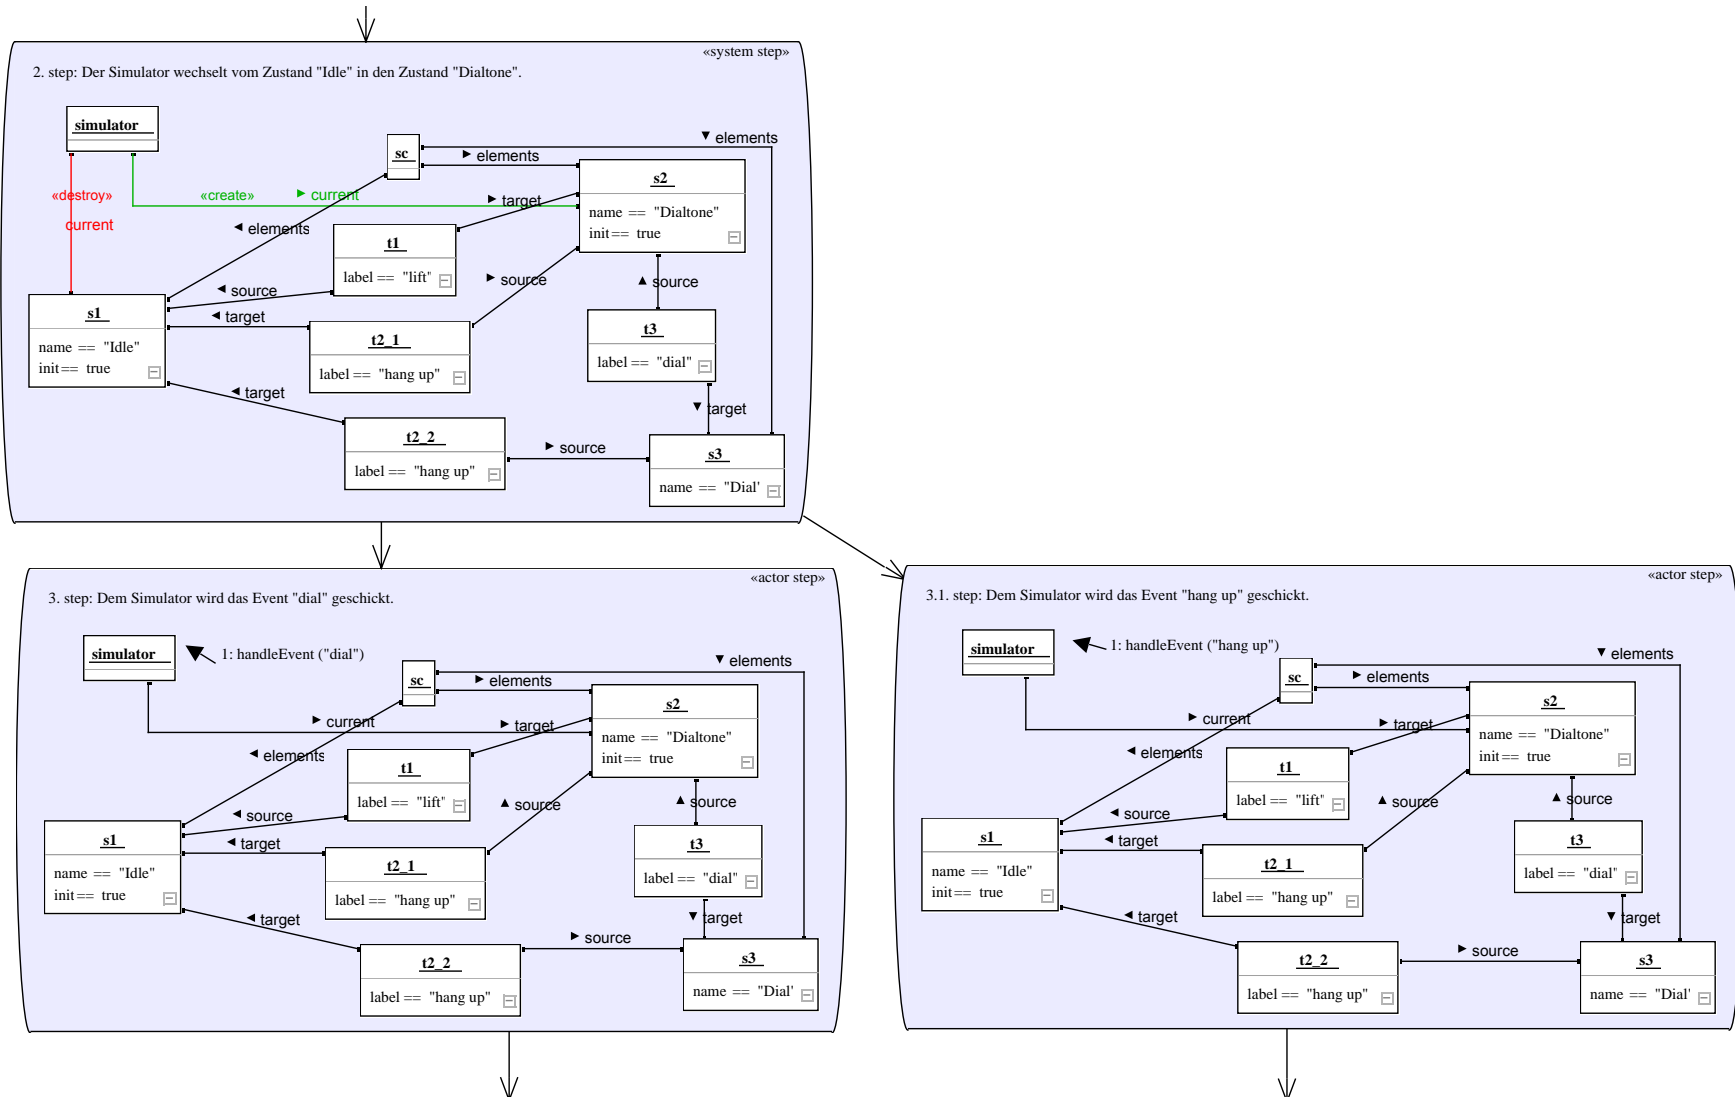 «system step»
2. step: Der Simulator wechselt vom Zustand "Idle" in den Zustand "Dialtone".
simulator
sc
▼ elements
► elements
s2
name == "Dialtone"
init == true
«destroy»
current
«create»
► current
► target
◄ elements
t1
label == "lift"
◄ source
► source
▲ source
s1
name == "Idle"
init == true
◄ target
t2_1
label == "hang up"
t3
label == "dial"
◄ target
▼ target
t2_2
label == "hang up"
► source
s3
name == "Dial'
«actor step»
3. step: Dem Simulator wird das Event "dial" geschickt.
simulator
1: handleEvent ("dial")
sc
▼ elements
► elements
s2
name == "Dialtone"
init == true
► current
► target
◄ elements
t1
label == "lift"
◄ source
▲ source
▲ source
s1
name == "Idle"
init == true
◄ target
t2_1
label == "hang up"
t3
label == "dial"
◄ target
▼ target
t2_2
label == "hang up"
► source
s3
name == "Dial'
«actor step»
3.1. step: Dem Simulator wird das Event "hang up" geschickt.
simulator
1: handleEvent ("hang up")
sc
▼ elements
► elements
s2
name == "Dialtone"
init == true
► current
► target
◄ elements
t1
label == "lift"
◄ source
▲ source
▲ source
s1
name == "Idle"
init == true
◄ target
t2_1
label == "hang up"
t3
label == "dial"
◄ target
▼ target
t2_2
label == "hang up"
► source
s3
name == "Dial'